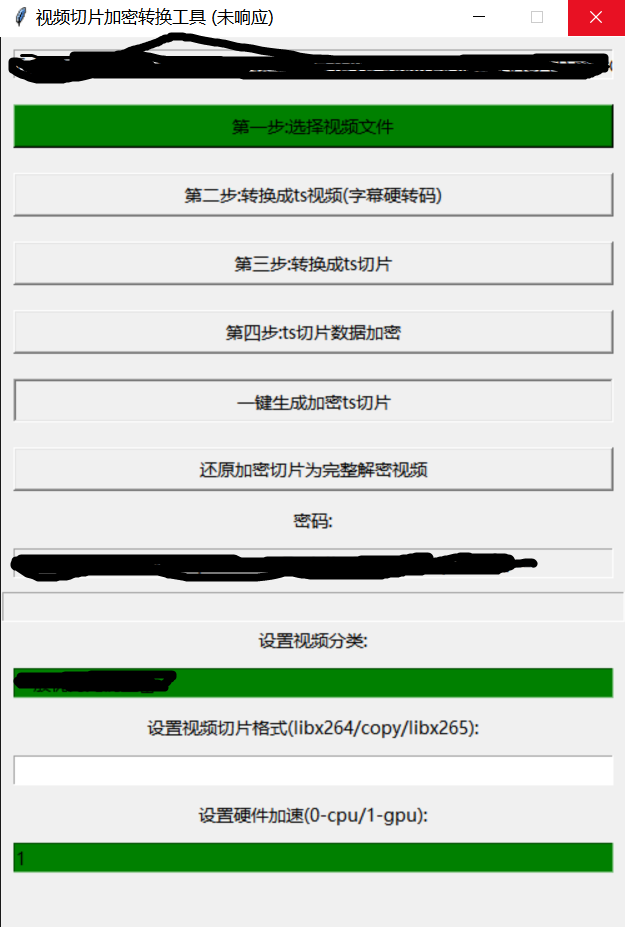 视频切片加密转换工具 (未响应)
第一步:选择视频文件
第二步:转换成ts视频(字幕硬转码)
第三步:转换成ts切片
第四步:ts切片数据加密
一键生成加密ts切片
还原加密切片为完整解密视频
密码:
设置视频分类:
设置视频切片格式(libx264/copy/libx265):
设置硬件加速(0-cpu/1-gpu):
1